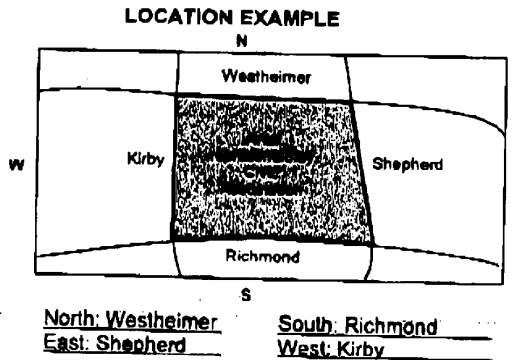 LOCATION EXAMPLE
N
Westheimer
W
Kirby
Shepherd
Richmond
S
North: Westheimer South: Richmond
East: Shepherd West: Kirby